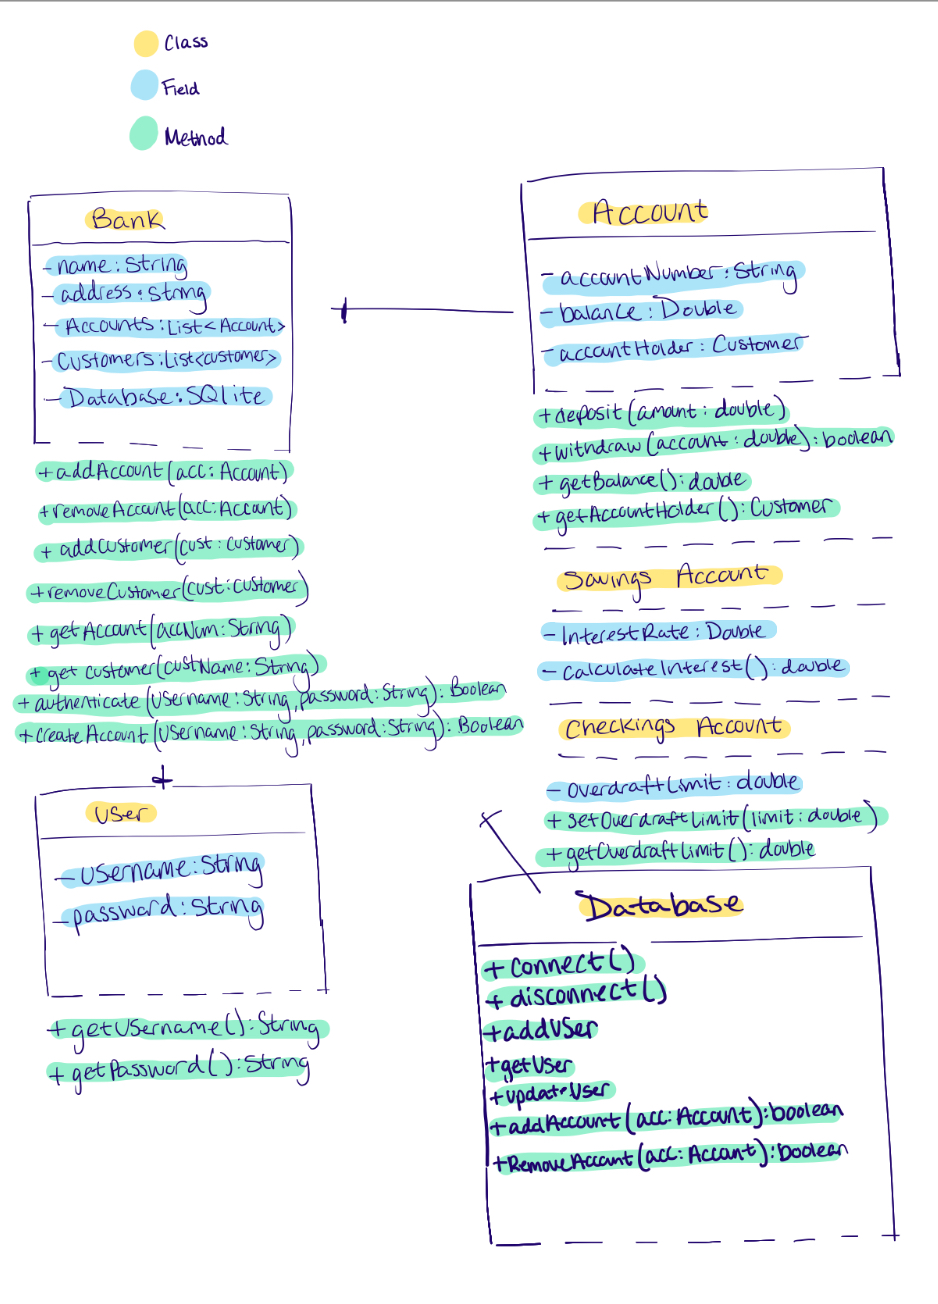 Class
Field
Method
Bank
- name: String
- address: String
- Accounts: List<Account>
- Customers: List<customer>
- Database: SQlite
+ addAccount (acc: Account)
+ removeAccount (acc: Account)
+ addCustomer (cust: customer)
+ removeCustomer (cust: customer)
+ getAccount (accNum: String)
+ get customer (custName: String)
+ authenticate (username: String, password: String): Boolean
+ createAccount (username: String, password: String): Boolean
User
- username: String
- password: String
+ getUsername(): String
+ getPassword(): String
Account
- accountNumber: String
- balance: Double
- accountHolder: Customer
+ deposit (amount: double)
+ withdraw (account: double): boolean
+ getBalance(): double
+ getAccountHolder(): Customer
Savings Account
- InterestRate: Double
- calculateInterest(): double
Checkings Account
- OverdraftLimit: double
+ setOverdraftLimit (limit: double)
+ getOverdraftLimit(): double
Database
+ connect()
+ disconnect()
+ addUser
+ getUser
+ updateUser
+ addAccount (acc: Account): boolean
+ RemoveAccount (acc: Account): boolean